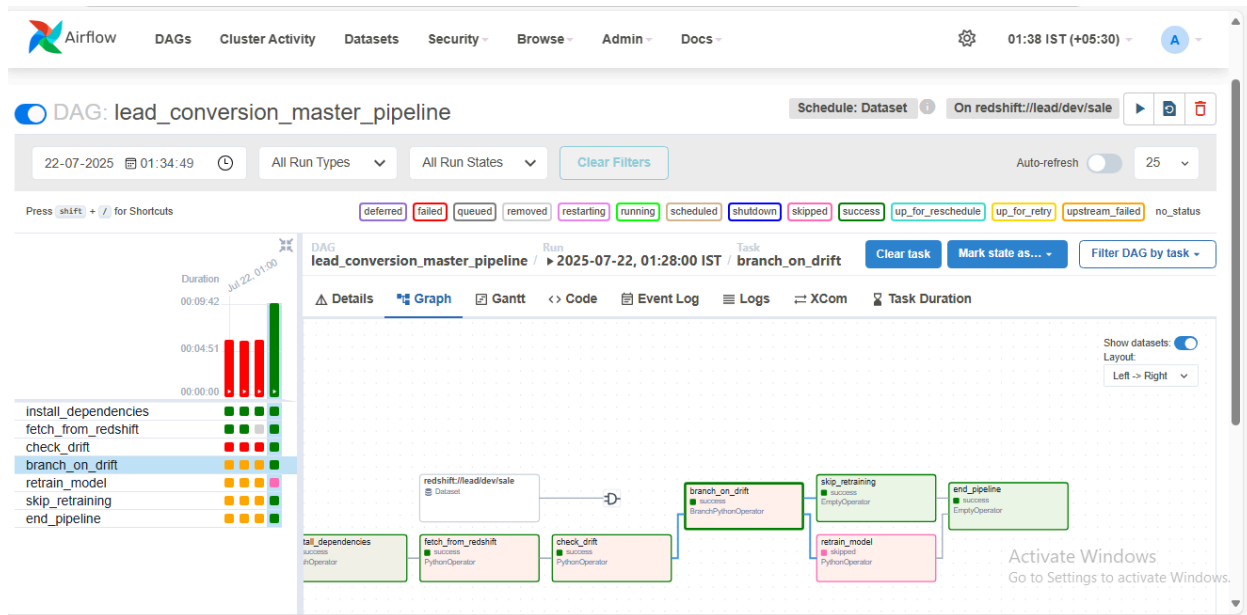 Airflow DAGs Cluster Activity Datasets Security Browse Admin Docs 01:38 IST (+05:30) A
DAG: lead_conversion_master_pipeline Schedule: Dataset i On redshift://lead/dev/sale
22-07-2025 01:34:49 All Run Types All Run States Clear Filters Auto-refresh 25
Press shift + / for Shortcuts deferred failed queued removed restarting running scheduled shutdown skipped success up_for_reschedule up_for_retry upstream_failed no_status
DAG Run Task
lead_conversion_master_pipeline / 2025-07-22, 01:28:00 IST / branch_on_drift Clear task Mark state as... Filter DAG by task
Jul 22, 01:00
Duration
00:09:42
00:04:51
00:00:00
Details Graph Gantt <> Code Event Log Logs XCom Task Duration
Show datasets:
Layout:
Left -> Right
install_dependencies
fetch_from_redshift
check_drift
branch_on_drift
retrain_model
skip_retraining
end_pipeline
redshift://lead/dev/sale
Dataset
tall_dependencies
success
hOperator
fetch_from_redshift
success
PythonOperator
check_drift
success
PythonOperator
branch_on_drift
success
BranchPythonOperator
skip_retraining
success
EmptyOperator
retrain_model
skipped
PythonOperator
end_pipeline
success
EmptyOperator
Activate Windows
Go to Settings to activate Windows.